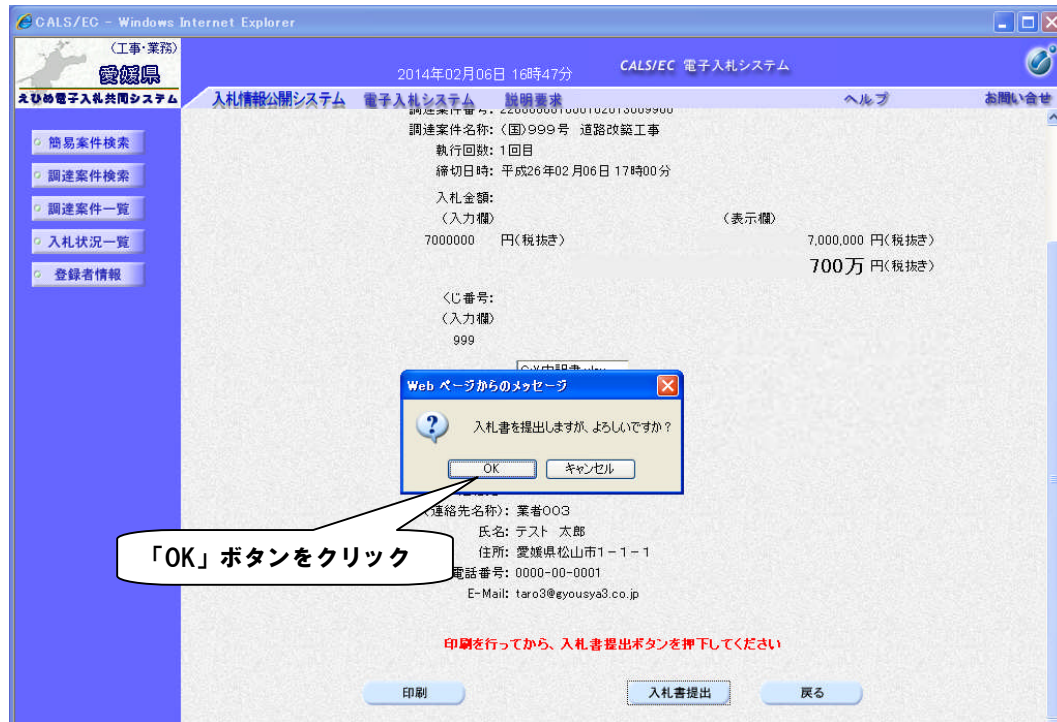 CALS/EC - Windows Internet Explorer
(工事・業務)
愛媛県
えひめ電子入札共同システム
2014年02月06日 16時47分
CALS/EC 電子入札システム
入札情報公開システム 電子入札システム 説明要求 ヘルプ お問い合せ
簡易案件検索
調達案件検索
調達案件一覧
入札状況一覧
登録者情報
調達案件名称: (国)999号 道路改築工事
執行回数: 1回目
締切日時: 平成26年02月06日 17時00分
入札金額:
(入力欄) (表示欄)
7000000 円(税抜き) 7,000,000 円(税抜き)
700万 円(税抜き)
くじ番号:
(入力欄)
999
Web ページからのメッセージ
入札書を提出しますが、よろしいですか?
OK キャンセル
連絡先名称): 業者003
氏名: テスト 太郎
住所: 愛媛県松山市1-1-1
電話番号: 0000-00-0001
E-Mail: taro3@gyousya3.co.jp
「OK」ボタンをクリック
印刷を行ってから、入札書提出ボタンを押下してください
印刷 入札書提出 戻る